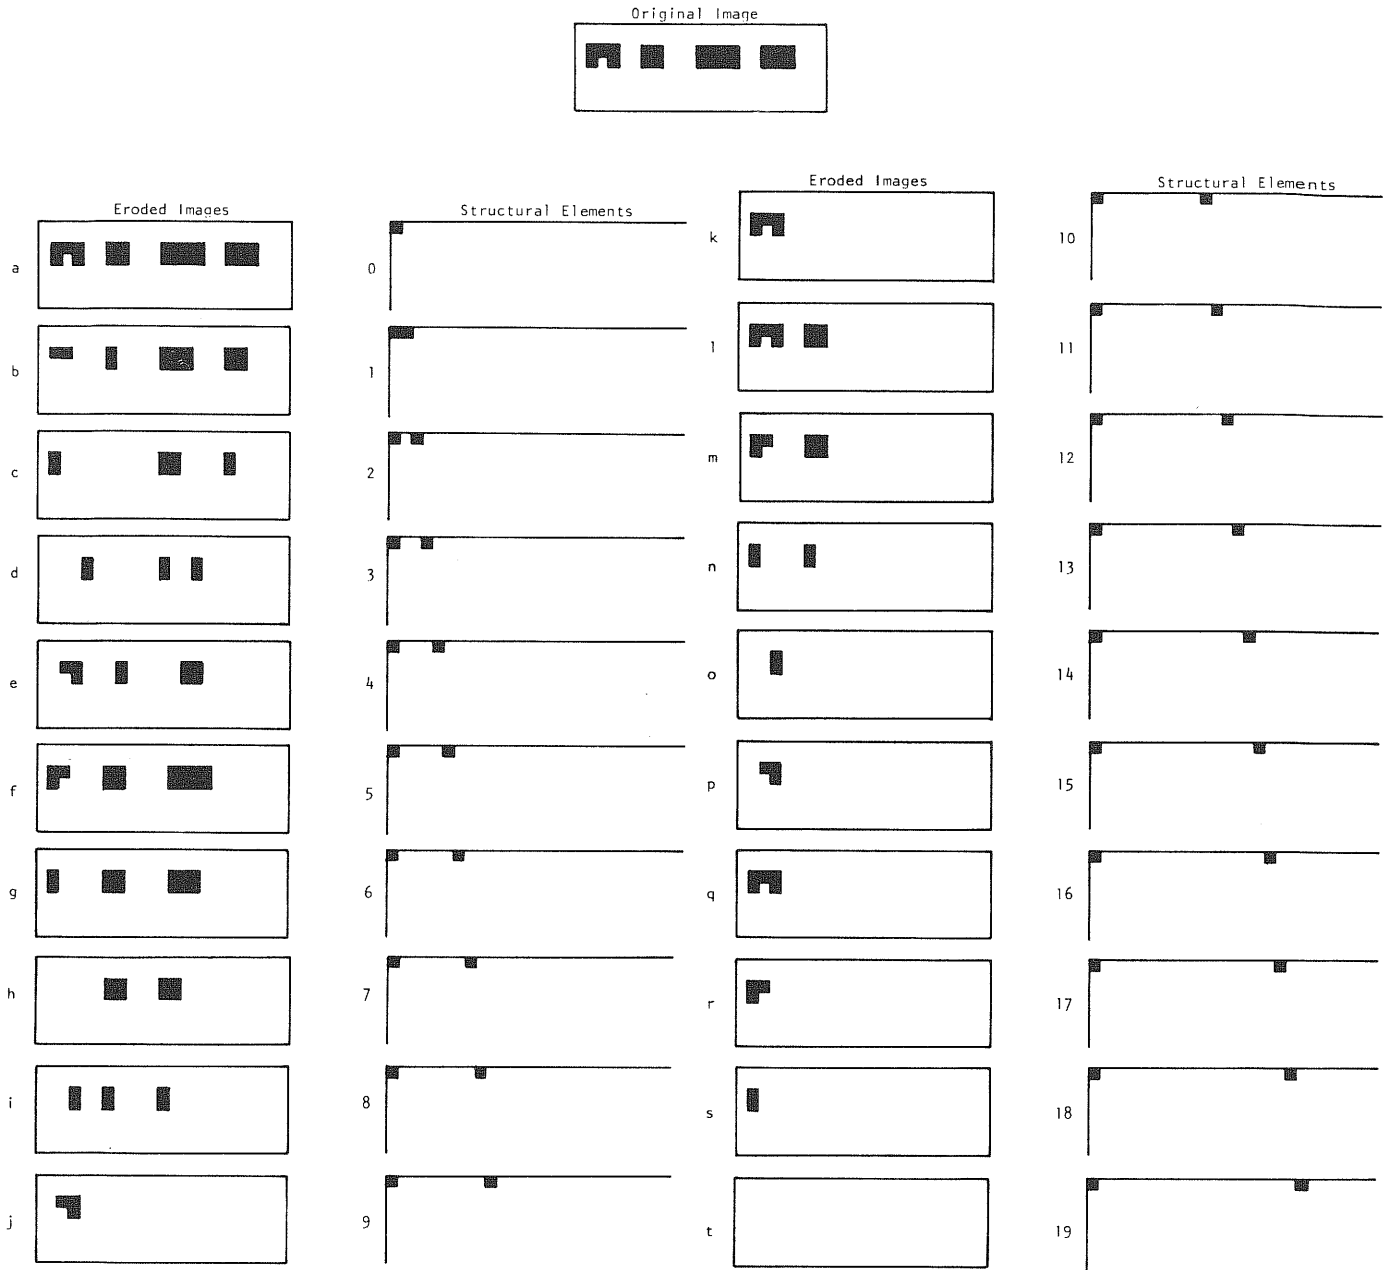 Original Image
Eroded Images
Structural Elements
a
0
b
1
c
2
d
3
e
4
f
5
g
6
h
7
i
8
j
9
Eroded Images
Structural Elements
k
10
l
11
m
12
n
13
o
14
p
15
q
16
r
17
s
18
t
19